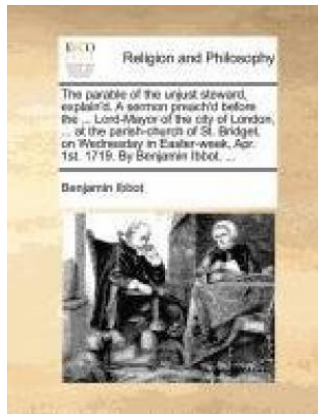 ECCO
Religion and Philosophy
The parable of the unjust steward,
explain'd. A sermon preach'd before
the ... Lord-Mayor of the city of London,
... at the parish-church of St. Bridget,
on Wednesday in Easter-week, Apr.
1st. 1719. By Benjamin Ibbot. ...
Benjamin Ibbot